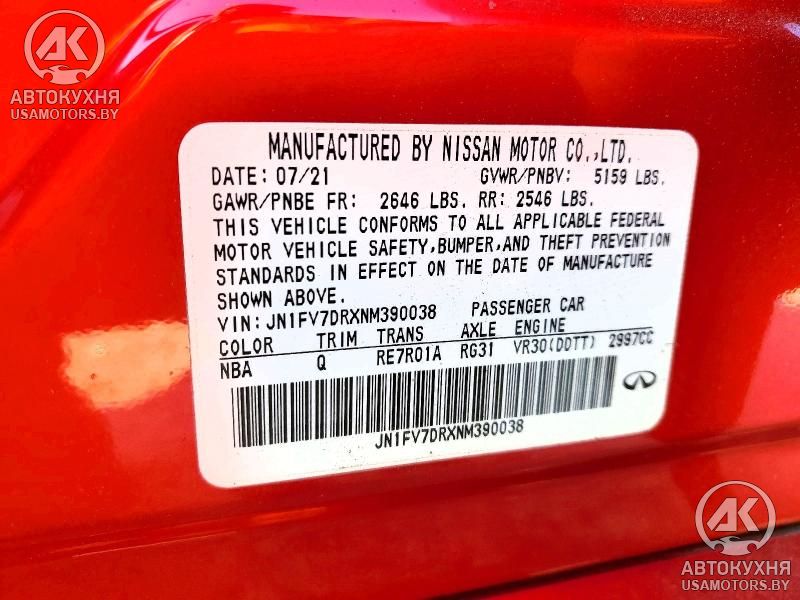 AK
АВТОКУХНЯ
USAMOTORS.BY
MANUFACTURED BY NISSAN MOTOR CO.,LTD.
DATE: 07/21 GVWR/PNBV: 5159 LBS.
GAWR/PNBE FR: 2646 LBS. RR: 2546 LBS.
THIS VEHICLE CONFORMS TO ALL APPLICABLE FEDERAL
MOTOR VEHICLE SAFETY,BUMPER,AND THEFT PREVENTION
STANDARDS IN EFFECT ON THE DATE OF MANUFACTURE
SHOWN ABOVE.
VIN:JN1FV7DRXNM390038 PASSENGER CAR
COLOR TRIM TRANS AXLE ENGINE
NBA Q RE7R01A RG31 VR30(DDTT) 2997CC
JN1FV7DRXNM390038
AK
АВТОКУХНЯ
USAMOTORS.BY